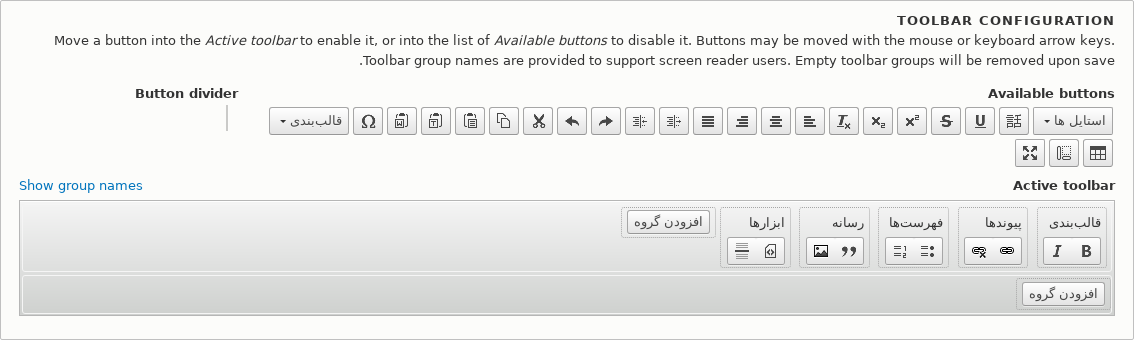 TOOLBAR CONFIGURATION
Move a button into the Active toolbar to enable it, or into the list of Available buttons to disable it. Buttons may be moved with the mouse or keyboard arrow keys.
Toolbar group names are provided to support screen reader users. Empty toolbar groups will be removed upon save.
Available buttons
Button divider
استایل ها
قالب‌بندی
Active toolbar
Show group names
قالب‌بندی
پیوندها
فهرست‌ها
رسانه
ابزارها
افزودن گروه
افزودن گروه